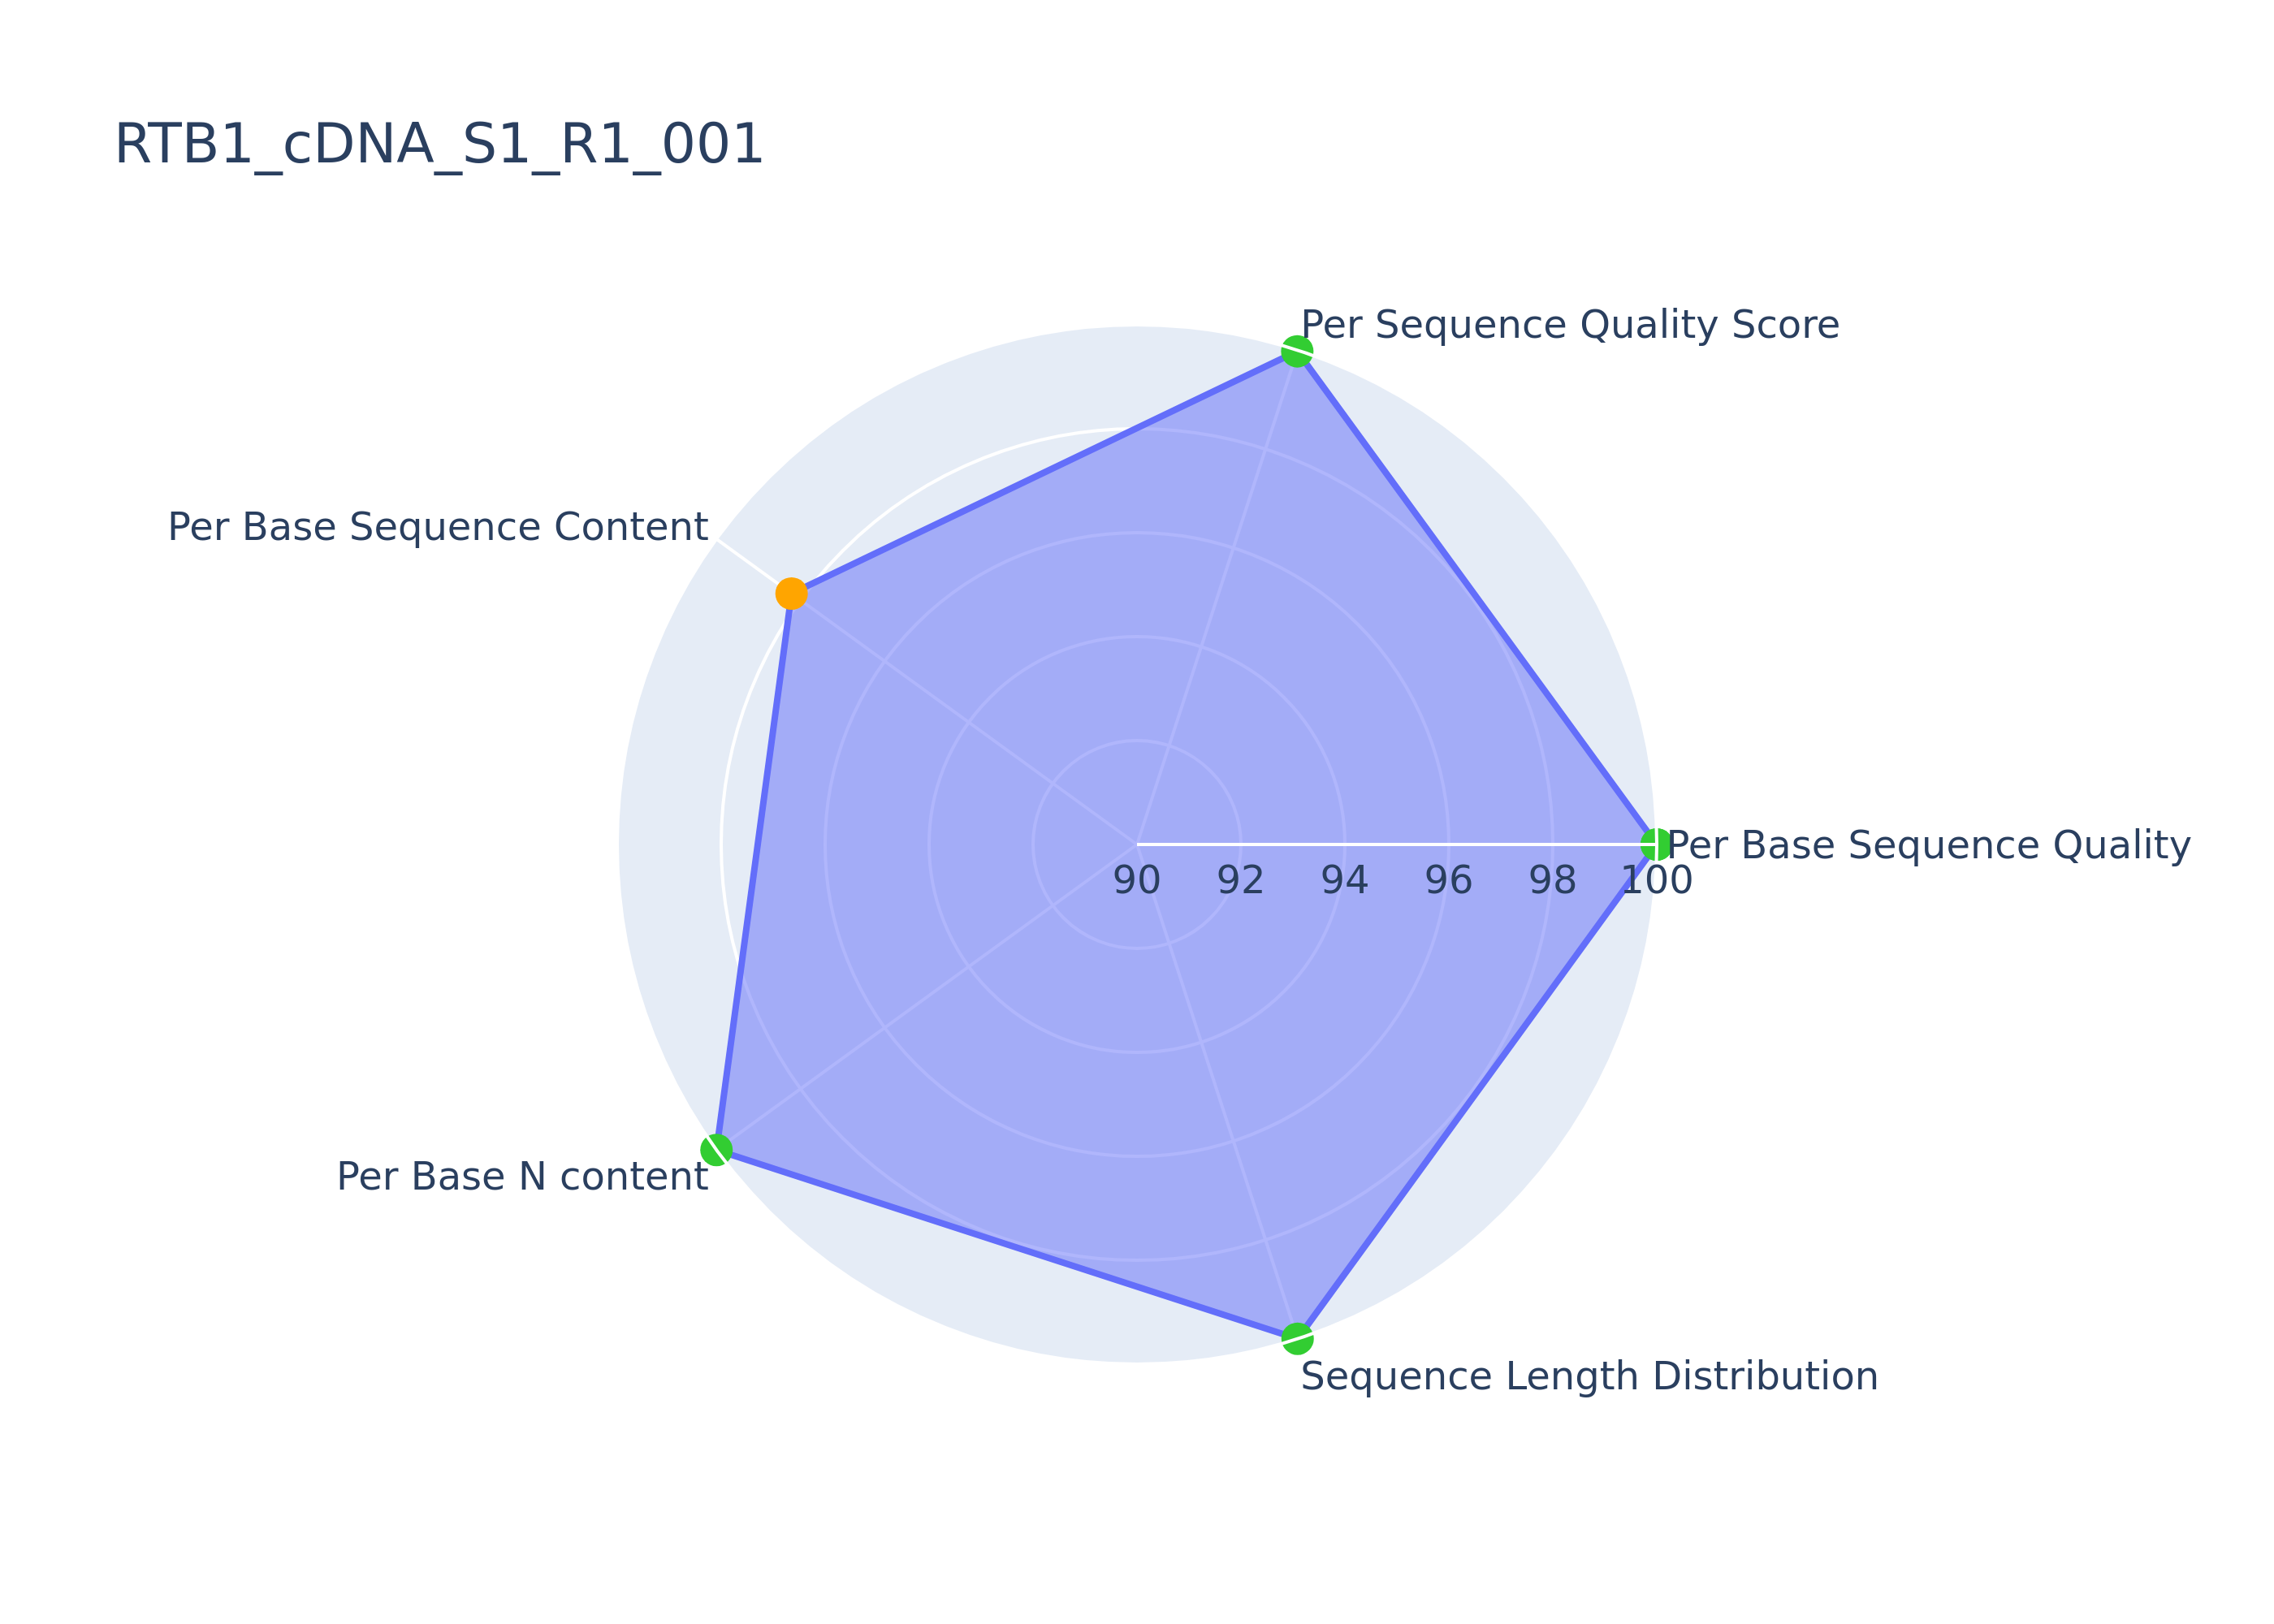 RTB1_cDNA_S1_R1_001
Per Sequence Quality Score
Per Base Sequence Content
Per Base Sequence Quality
90 92 94 96 98 100
Per Base N content
Sequence Length Distribution